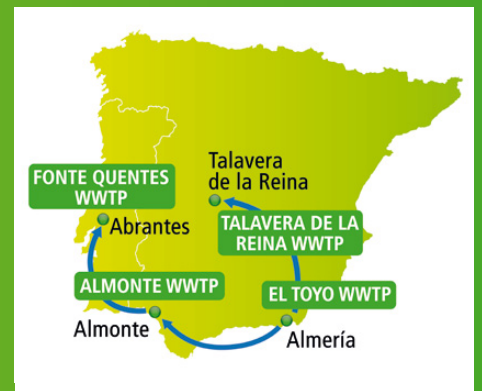 Talavera
de la Reina
FONTE QUENTES
WWTP
Abrantes
TALAVERA DE LA
REINA WWTP
ALMONTE WWTP
EL TOYO WWTP
Almonte
Almería